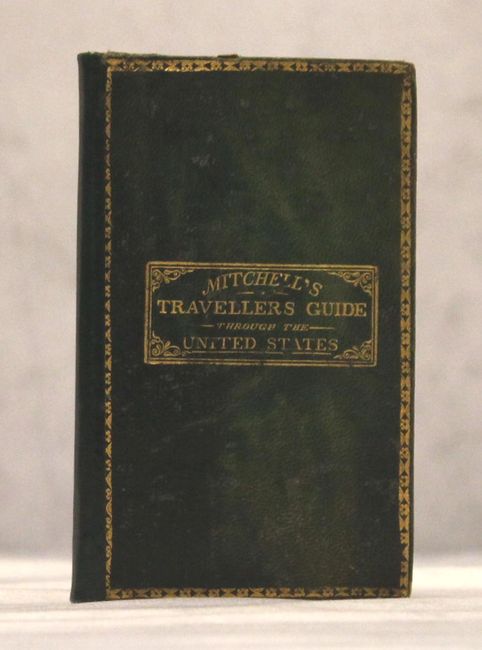 MITCHELL'S
TRAVELLERS GUIDE
THROUGH THE
UNITED STATES